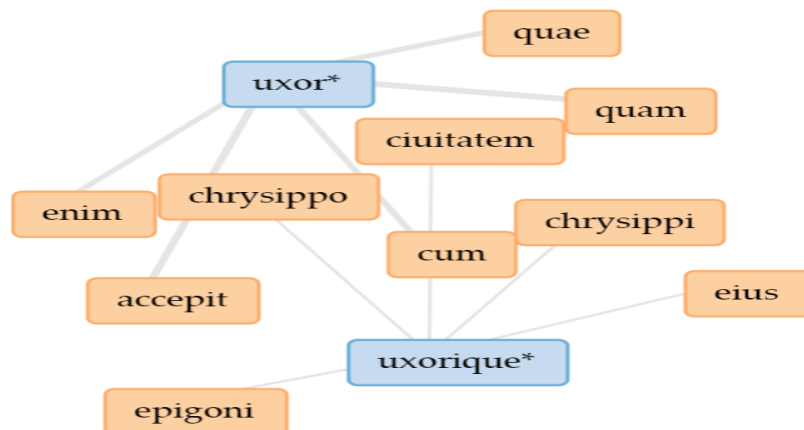 quae
uxor*
quam
ciuitatem
chrysippo
enim
chrysippi
cum
accepit
eius
uxorique*
epigoni